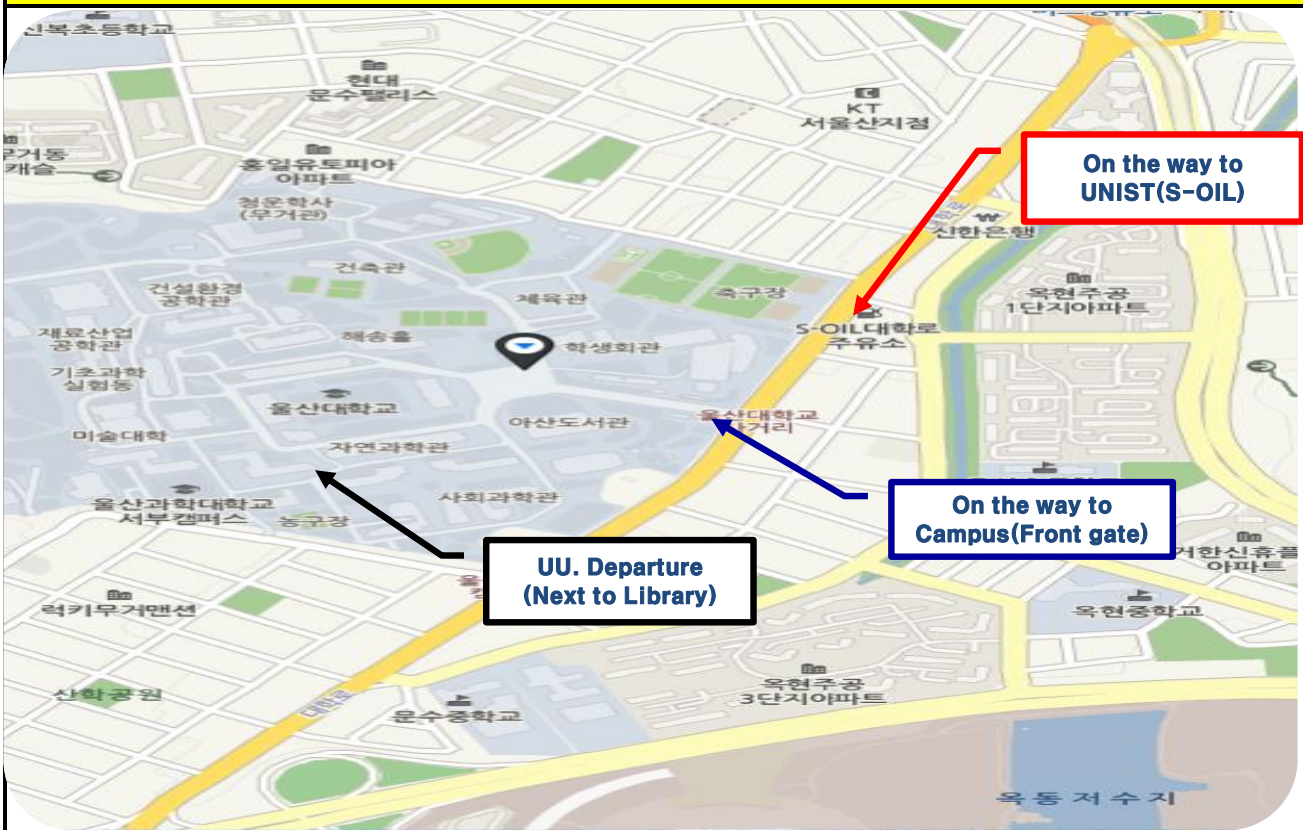 신복초등학교
현대
문수팰리스
KT
서울산지점
무거동
캐슬
홍일유토피아
아파트
On the way to
UNIST(S-OIL)
청운학사
(무거관)
신한은행
건축관
건설환경
공학관
체육관
축구장
옥현주공
1단지아파트
재료산업
공학관
해송홀
학생회관
S-OIL대학로
주유소
기초과학
실험동
울산대학교
아산도서관
울산대학교
미술대학
자연과학관
울산과학대학교
서부캠퍼스
농구장
사회과학관
On the way to
Campus(Front gate)
UU. Departure
(Next to Library)
아파트
럭키무거맨션
옥현중학교
산학공원
대학로
문수중학교
옥현주공
3단지아파트
옥동저수지